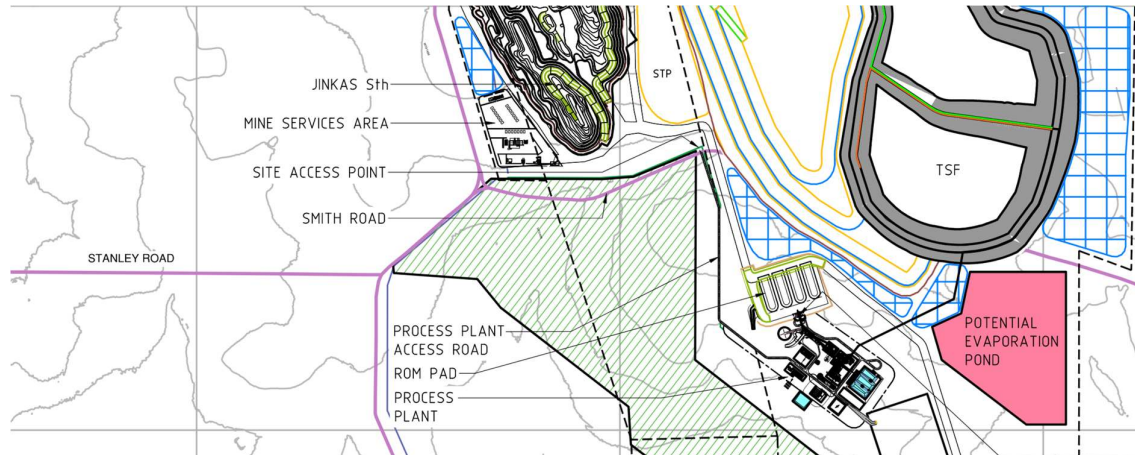 JINKAS Sth
STP
MINE SERVICES AREA
SITE ACCESS POINT
TSF
SMITH ROAD
STANLEY ROAD
PROCESS PLANT
ACCESS ROAD
ROM PAD
PROCESS
PLANT
POTENTIAL
EVAPORATION
POND